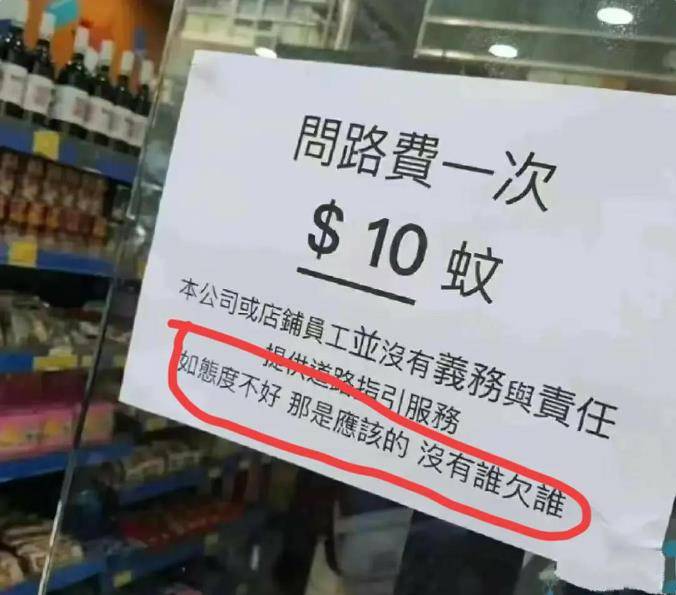 問路費一次
$10 蚊
本公司或店鋪員工並沒有義務與責任
提供道路指引服務
如態度不好 那是應該的 沒有誰欠誰